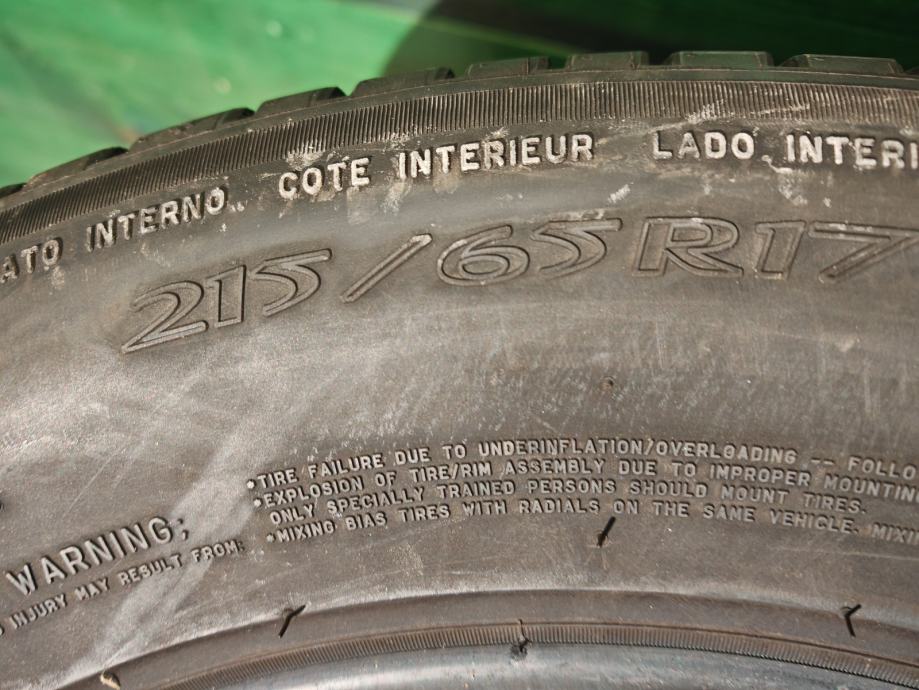 ATO INTERNO COTE INTERIEUR LADO INTERI
215/65R17
WARNING:
INJURY MAY RESULT FROM:
•TIRE FAILURE DUE TO UNDERINFLATION/OVERLOADING -- FOLLO
•EXPLOSION OF TIRE/RIM ASSEMBLY DUE TO IMPROPER MOUNTIN
ONLY SPECIALLY TRAINED PERSONS SHOULD MOUNT TIRES.
•MIXING BIAS TIRES WITH RADIALS ON THE SAME VEHICLE. MIXI